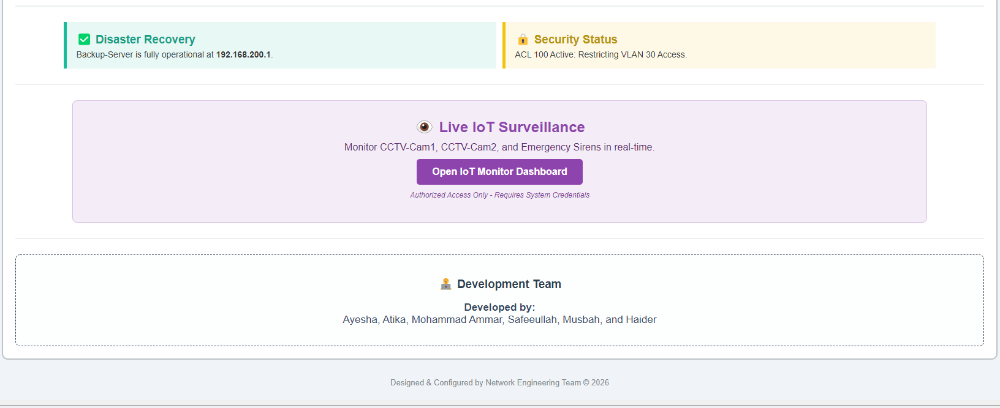 Disaster Recovery
Backup-Server is fully operational at 192.168.200.1.
Security Status
ACL 100 Active: Restricting VLAN 30 Access.
Live IoT Surveillance
Monitor CCTV-Cam1, CCTV-Cam2, and Emergency Sirens in real-time.
Open IoT Monitor Dashboard
Authorized Access Only - Requires System Credentials
Development Team
Developed by:
Ayesha, Atika, Mohammad Ammar, Safeeullah, Musbah, and Haider
Designed & Configured by Network Engineering Team © 2026